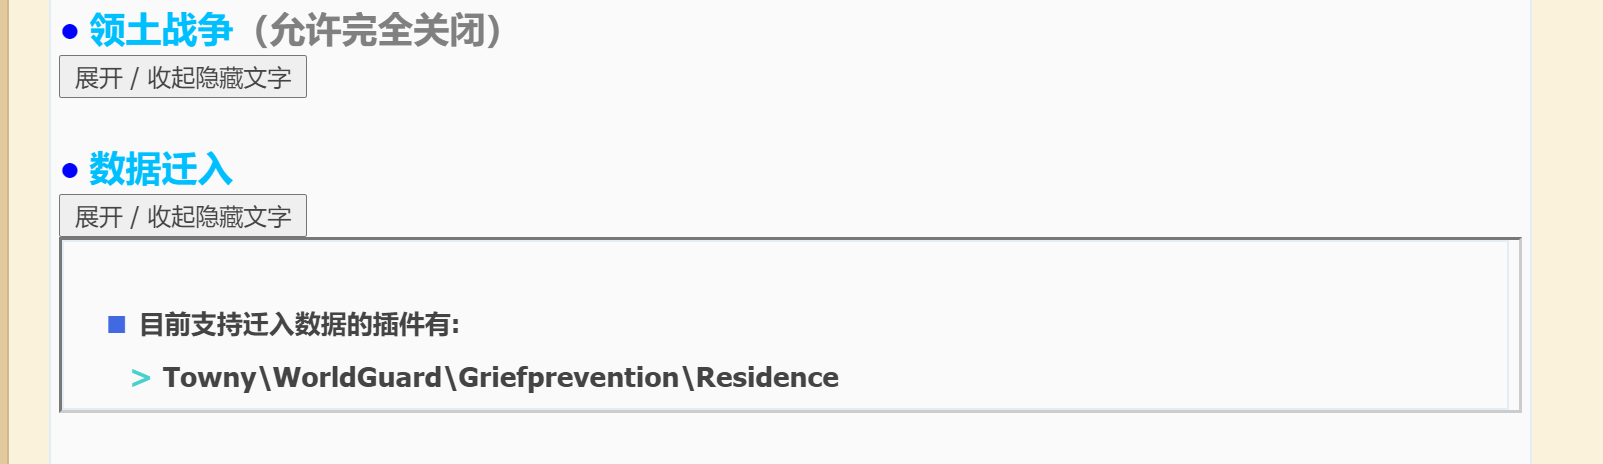 ● 领土战争（允许完全关闭）
展开 / 收起隐藏文字
● 数据迁入
展开 / 收起隐藏文字
■ 目前支持迁入数据的插件有:
> Towny\WorldGuard\Griefprevention\Residence